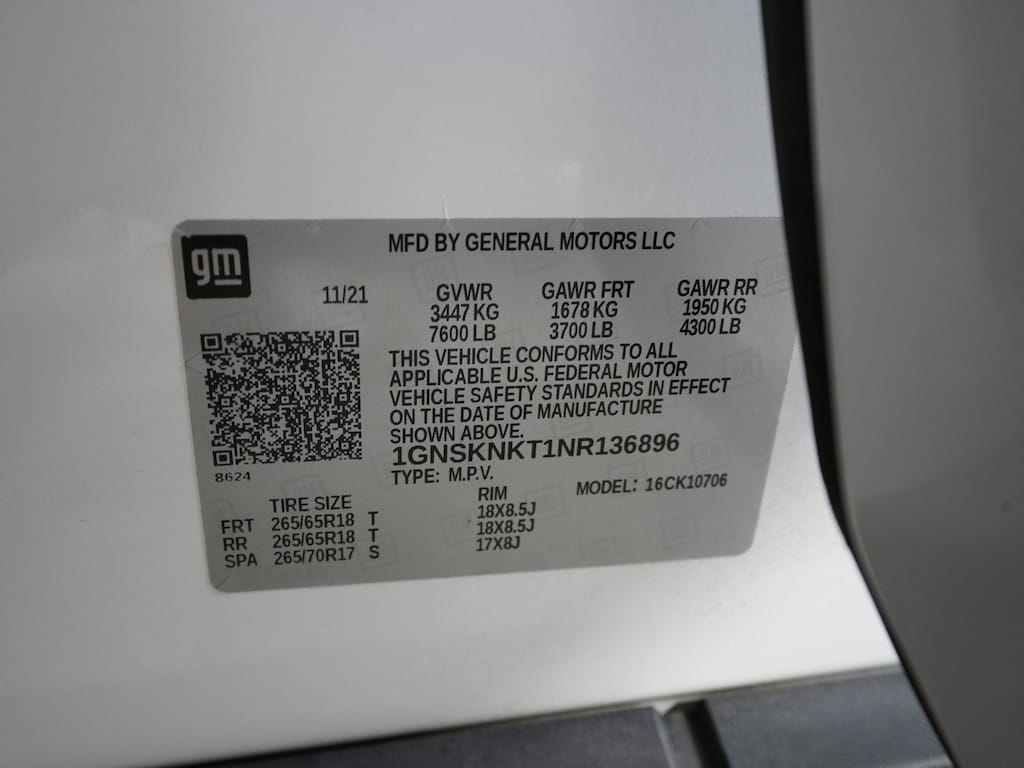 gm
MFD BY GENERAL MOTORS LLC
11/21 GVWR GAWR FRT GAWR RR
3447 KG 1678 KG 1950 KG
7600 LB 3700 LB 4300 LB
THIS VEHICLE CONFORMS TO ALL
APPLICABLE U.S. FEDERAL MOTOR
VEHICLE SAFETY STANDARDS IN EFFECT
ON THE DATE OF MANUFACTURE
SHOWN ABOVE.
1GNSKNKT1NR136896
8624
TYPE: M.P.V. MODEL: 16CK10706
TIRE SIZE RIM
FRT 265/65R18 T 18X8.5J
RR 265/65R18 T 18X8.5J
SPA 265/70R17 S 17X8J